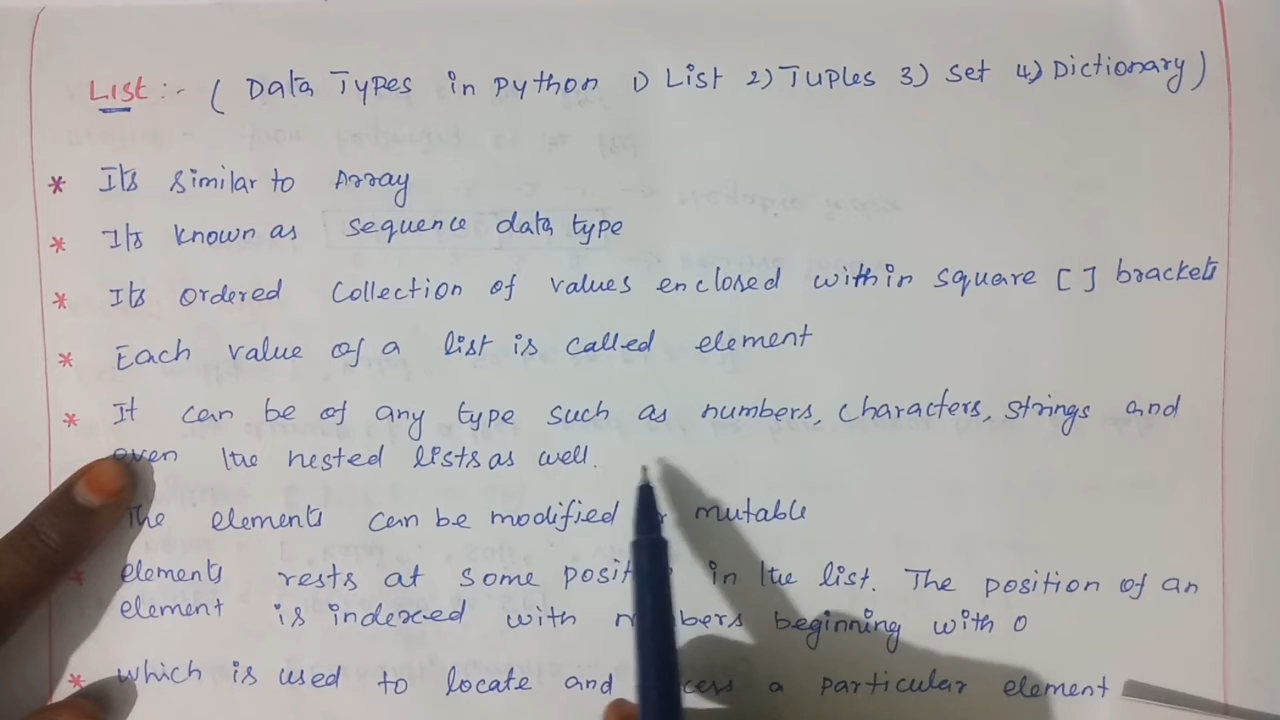 List :- ( Data Types in python 1) List 2) Tuples 3) Set 4) Dictionary )
* It's similar to Array
* It's known as sequence data type
* It's ordered collection of values enclosed within square [ ] brackets
* Each value of a list is called element
* It can be of any type such as numbers, characters, strings and
even the nested lists as well.
The elements can be modified mutable
* elements rests at some position in the list. The position of an
element is indexed with numbers beginning with 0
* which is used to locate and access a particular element